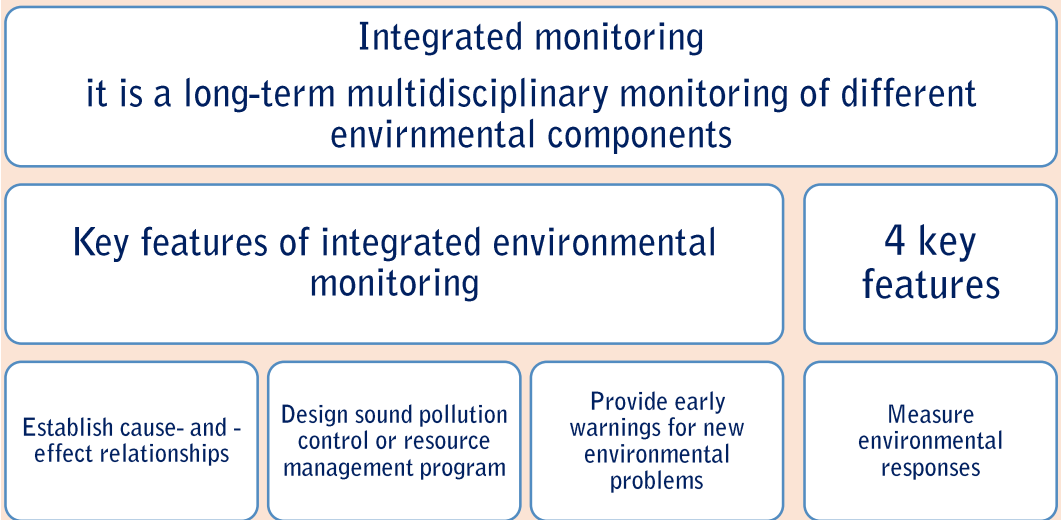 Integrated monitoring
it is a long-term multidisciplinary monitoring of different
envirnmental components
Key features of integrated environmental
monitoring
4 key
features
Establish cause- and -
effect relationships
Design sound pollution
control or resource
management program
Provide early
warnings for new
environmental
problems
Measure
environmental
responses